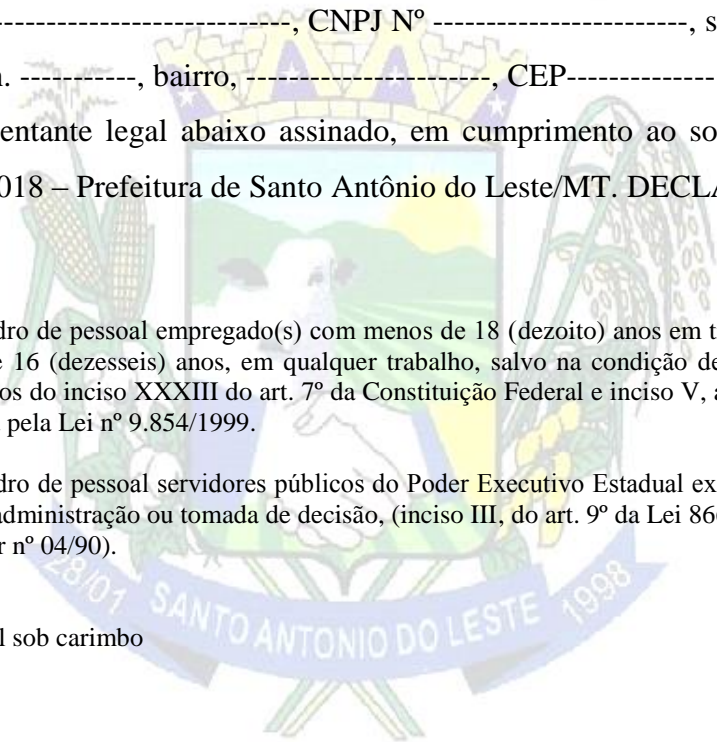 ----------------------------, CNPJ Nº ------------------------, s
. -----------, bairro, -----------------------, CEP--------------
entante legal abaixo assinado, em cumprimento ao so
018 – Prefeitura de Santo Antônio do Leste/MT. DECLA
dro de pessoal empregado(s) com menos de 18 (dezoito) anos em t
e 16 (dezesseis) anos, em qualquer trabalho, salvo na condição de
os do inciso XXXIII do art. 7º da Constituição Federal e inciso V, a
pela Lei nº 9.854/1999.
dro de pessoal servidores públicos do Poder Executivo Estadual ex
administração ou tomada de decisão, (inciso III, do art. 9º da Lei 866
r nº 04/90).
28/01 SANTO ANTONIO DO LESTE 1998
l sob carimbo